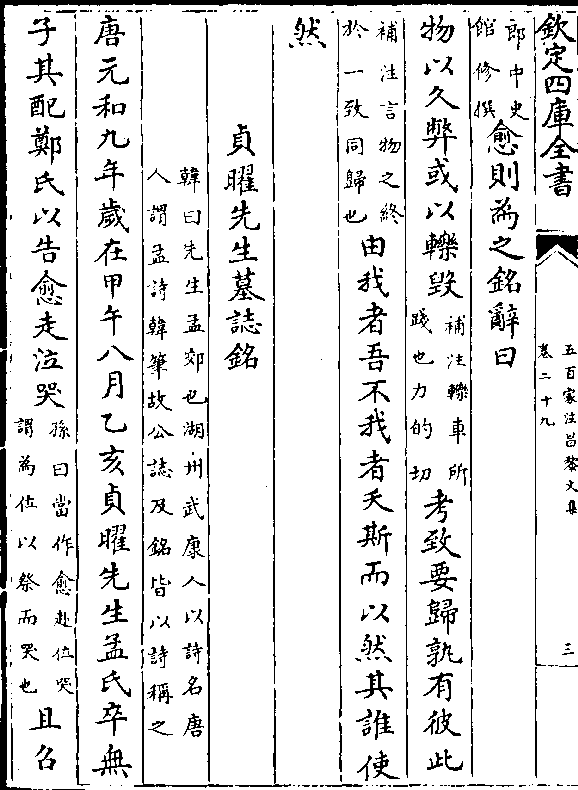 欽定四庫全書
五百家注昌黎文集
卷二十九
三
郎中史館修撰愈則為之銘辭曰
物以久弊或以轢毀補注轢車所踐也力的切考致要歸孰有彼此
補注言物之終於一致同歸也由我者吾不我者天斯而以然其誰使
然
貞曜先生墓誌銘
韓曰先生孟郊也湖州武康人以詩名唐
人謂孟詩韓筆故公誌及銘皆以詩稱之
唐元和九年歲在甲午八月乙亥貞曜先生孟氏卒無
子其配鄭氏以告愈走泣哭孫曰當作愈赴位哭謂為位以祭而哭也且召